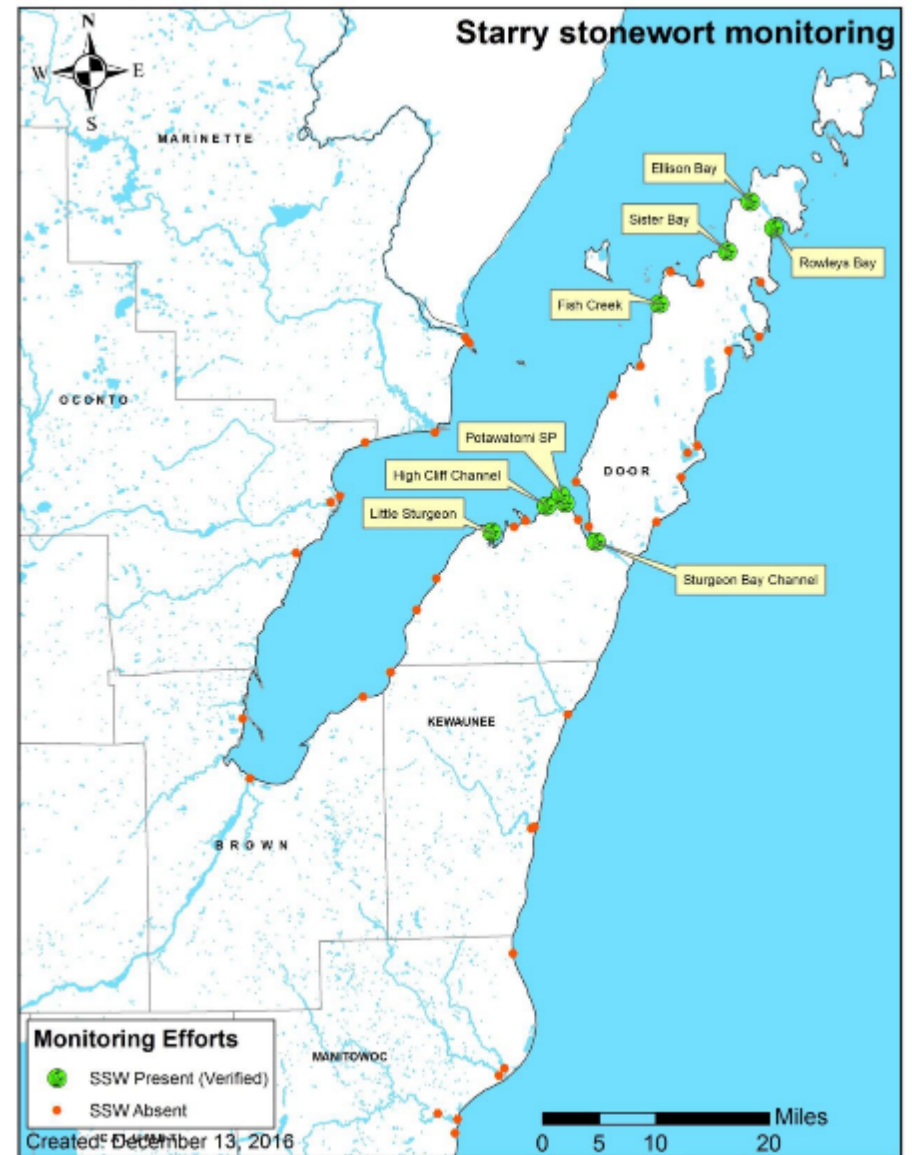 Starry stonewort monitoring
N
W E
S
MARINETTE
Ellison Bay
Sister Bay
Rowleys Bay
Fish Creek
OCONTO
Potawatomi SP
DOOR
High Cliff Channel
Little Sturgeon
Sturgeon Bay Channel
KEWAUNEE
BROWN
Monitoring Efforts
SSW Present (Verified)
SSW Absent
MANITOWOC
Created: December 13, 2016
Miles
0 5 10 20